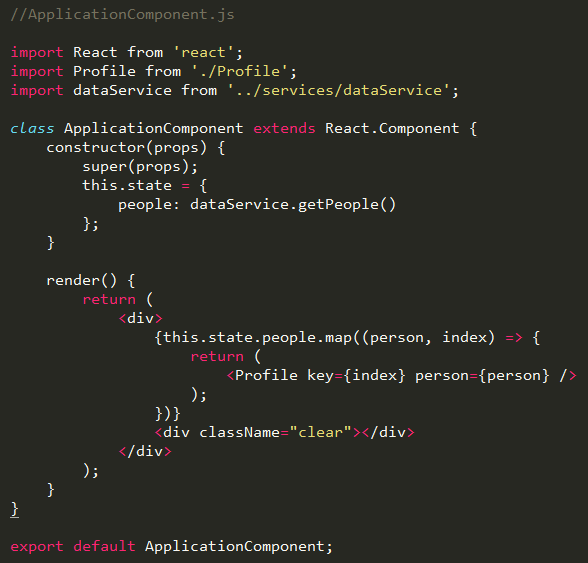 //ApplicationComponent.js

import React from 'react';
import Profile from './Profile';
import dataService from '../services/dataService';

class ApplicationComponent extends React.Component {
    constructor(props) {
        super(props);
        this.state = {
            people: dataService.getPeople()
        };
    }

    render() {
        return (
            <div>
                {this.state.people.map((person, index) => {
                    return (
                        <Profile key={index} person={person} />
                    );
                })}
                <div className="clear"></div>
            </div>
        );
    }
}

export default ApplicationComponent;